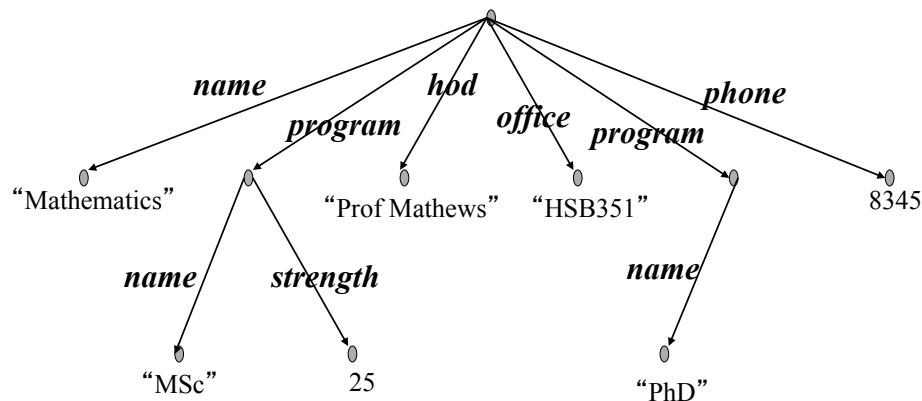 name
program
hod
office
program
phone
“Mathematics”
“Prof Mathews”
“HSB351”
8345
name
strength
name
“MSc”
25
“PhD”